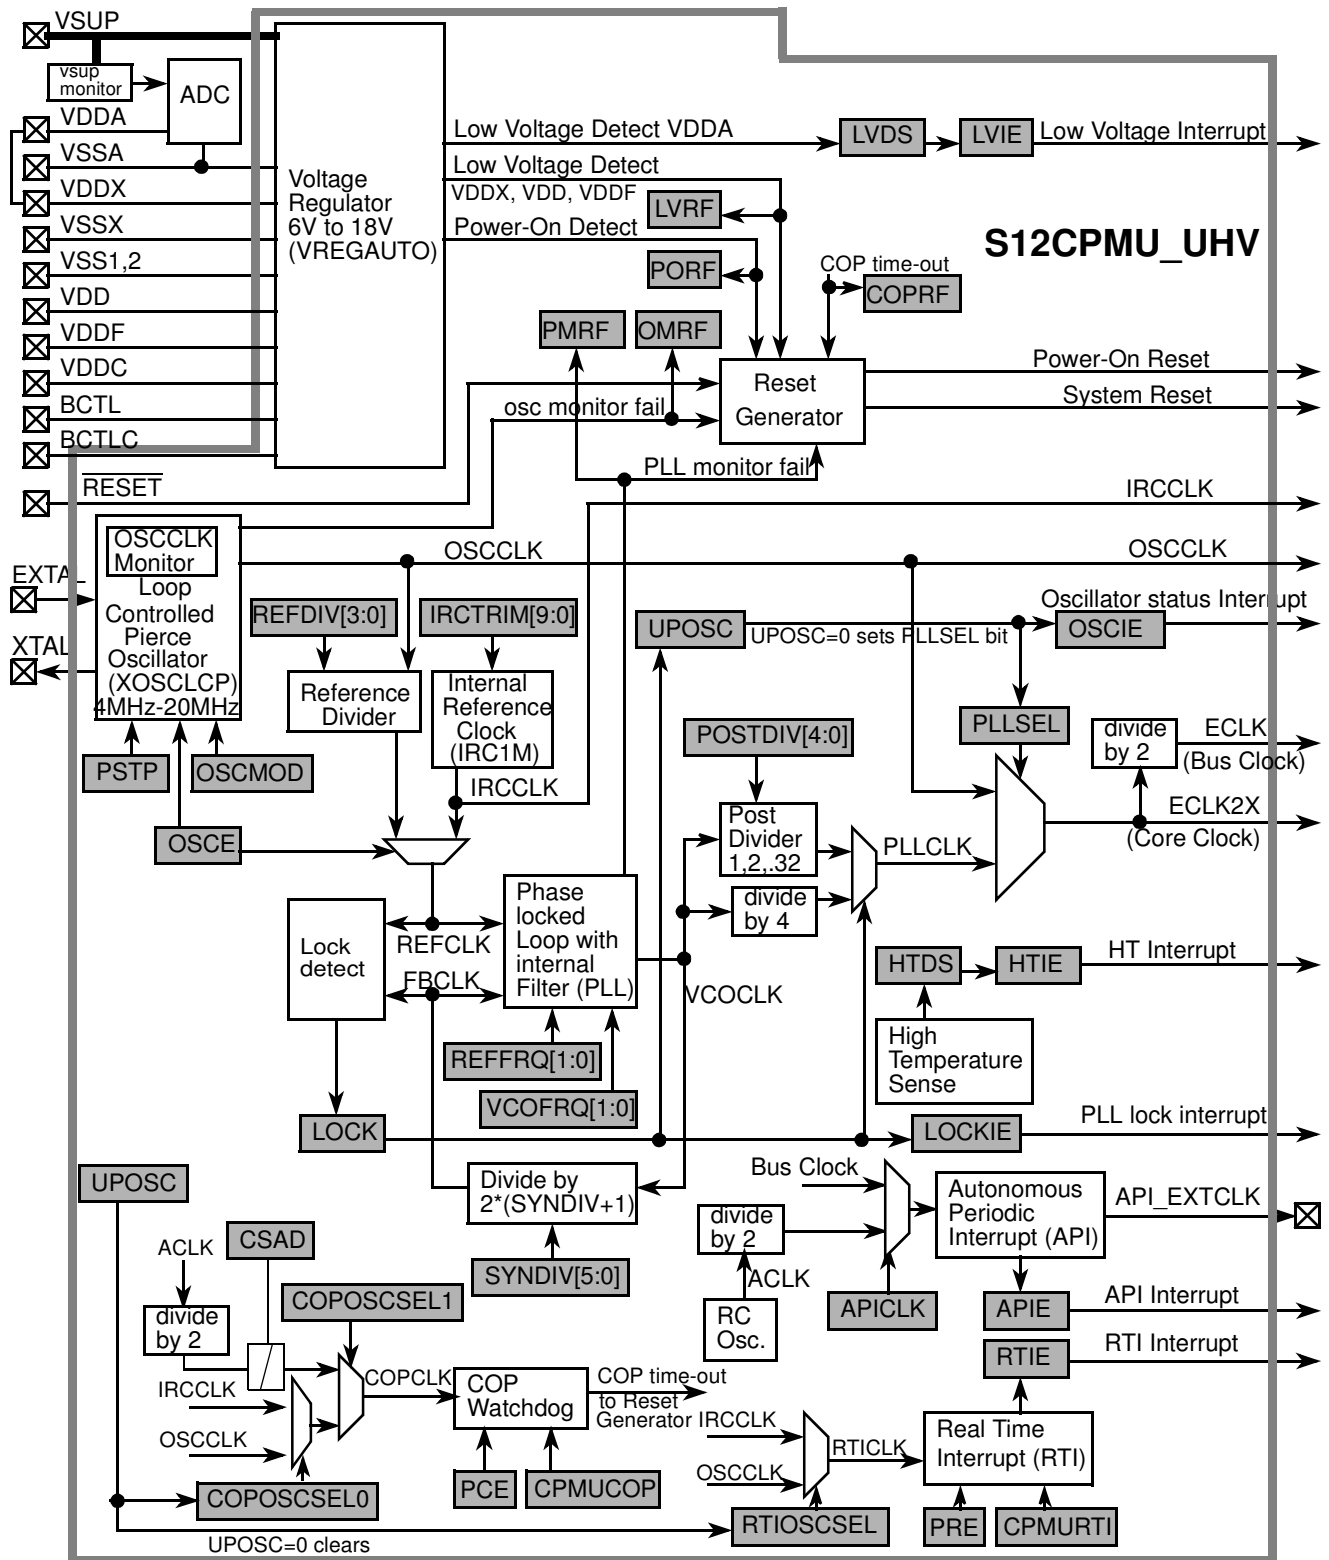 VSUP
vsup
monitor
ADC
VDDA
VSSA
VDDX
VSSX
VSS1,2
VDD
VDDF
VDDC
BCTL
BCTLC
RESET
Voltage
Regulator
6V to 18V
(VREGAUTO)
Low Voltage Detect VDDA
LVDS
LVIE
Low Voltage Interrupt
Low Voltage Detect
VDDX, VDD, VDDF
LVRF
Power-On Detect
PORF
S12CPMU_UHV
COP time-out
COPRF
PMRF
OMRF
osc monitor fail
Reset
Generator
Power-On Reset
System Reset
PLL monitor fail
IRCCLK
OSCCLK
Monitor
Loop
Controlled
Pierce
Oscillator
(XOSCLCP)
4MHz-20MHz
EXTAL
XTAL
OSCCLK
OSCCLK
REFDIV[3:0]
IRCTRIM[9:0]
UPOSC
UPOSC=0 sets PLLSEL bit
Oscillator status Interrupt
OSCIE
Reference
Divider
Internal
Reference
Clock
(IRC1M)
PSTP
OSCMOD
IRCCLK
OSCE
POSTDIV[4:0]
PLLSEL
divide
by 2
ECLK
(Bus Clock)
ECLK2X
(Core Clock)
Post
Divider
1,2,.32
PLLCLK
divide
by 4
Phase
locked
Loop with
internal
Filter (PLL)
Lock
detect
REFCLK
FBCLK
VCOCLK
REFFRQ[1:0]
VCOFRQ[1:0]
HTDS
HTIE
HT Interrupt
High
Temperature
Sense
LOCK
LOCKIE
PLL lock interrupt
UPOSC
Divide by
2*(SYNDIV+1)
SYNDIV[5:0]
Bus Clock
divide
by 2
ACLK
RC
Osc.
APICLK
Autonomous
Periodic
Interrupt (API)
API_EXTCLK
APIE
API Interrupt
RTIE
RTI Interrupt
ACLK
CSAD
divide
by 2
COPOSCSEL1
IRCCLK
OSCCLK
COPCLK
COP
Watchdog
COP time-out
to Reset
Generator
COPOSCSEL0
PCE
CPMUCOP
IRCCLK
OSCCLK
RTICLK
Real Time
Interrupt (RTI)
RTIOSCSEL
PRE
CPMURTI
UPOSC=0 clears